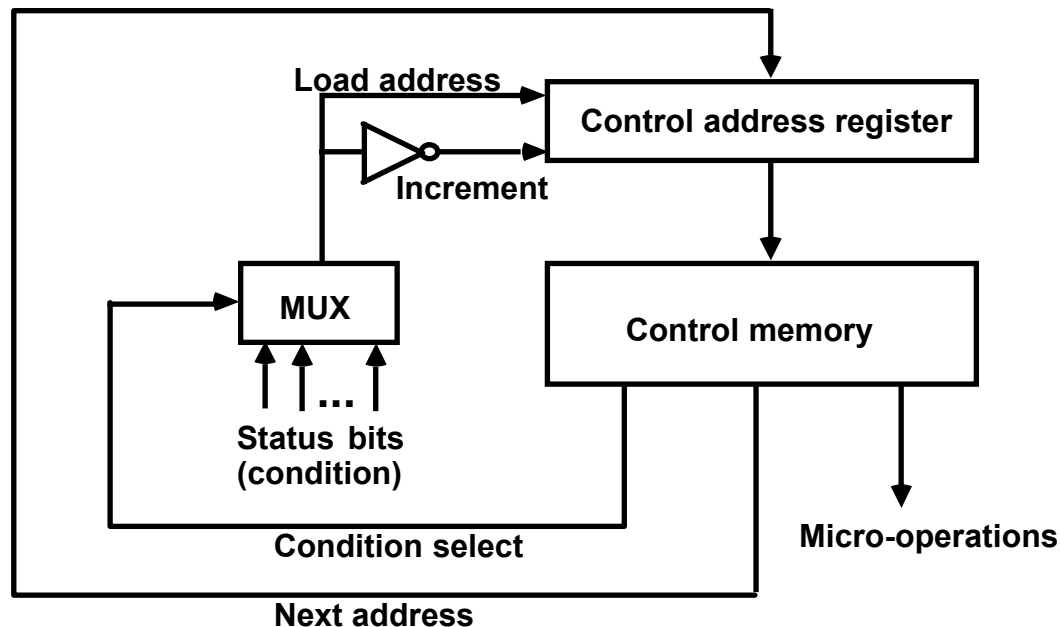 Load address
Control address register
Increment
MUX
Control memory
...
Status bits
(condition)
Micro-operations
Condition select
Next address